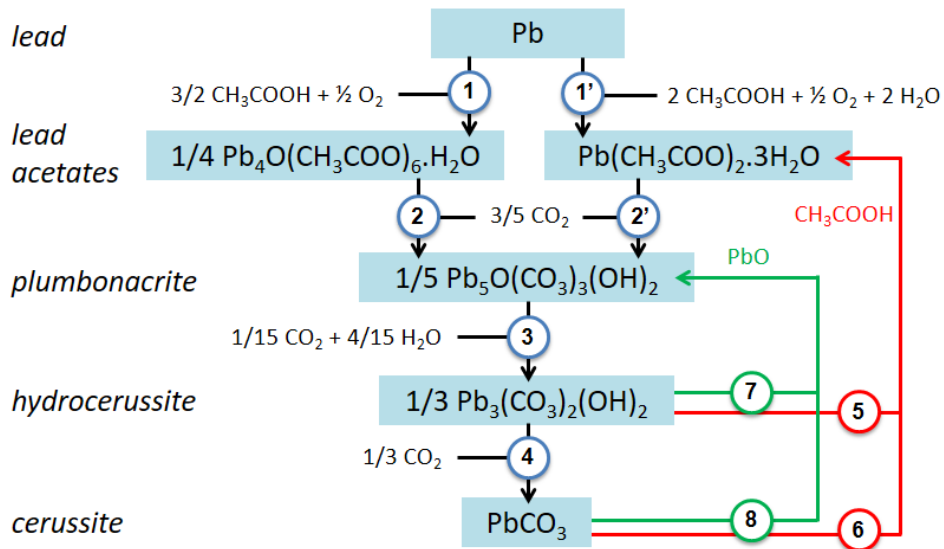 lead
Pb
3/2 CH₃COOH + ½ O₂
1
1’
2 CH₃COOH + ½ O₂ + 2 H₂O
lead
acetates
1/4 Pb₄O(CH₃COO)₆.H₂O
Pb(CH₃COO)₂.3H₂O
2
3/5 CO₂
2’
CH₃COOH
plumbonacrite
1/5 Pb₅O(CO₃)₃(OH)₂
PbO
1/15 CO₂ + 4/15 H₂O
3
hydrocerussite
1/3 Pb₃(CO₃)₂(OH)₂
7
5
1/3 CO₂
4
cerussite
PbCO₃
8
6